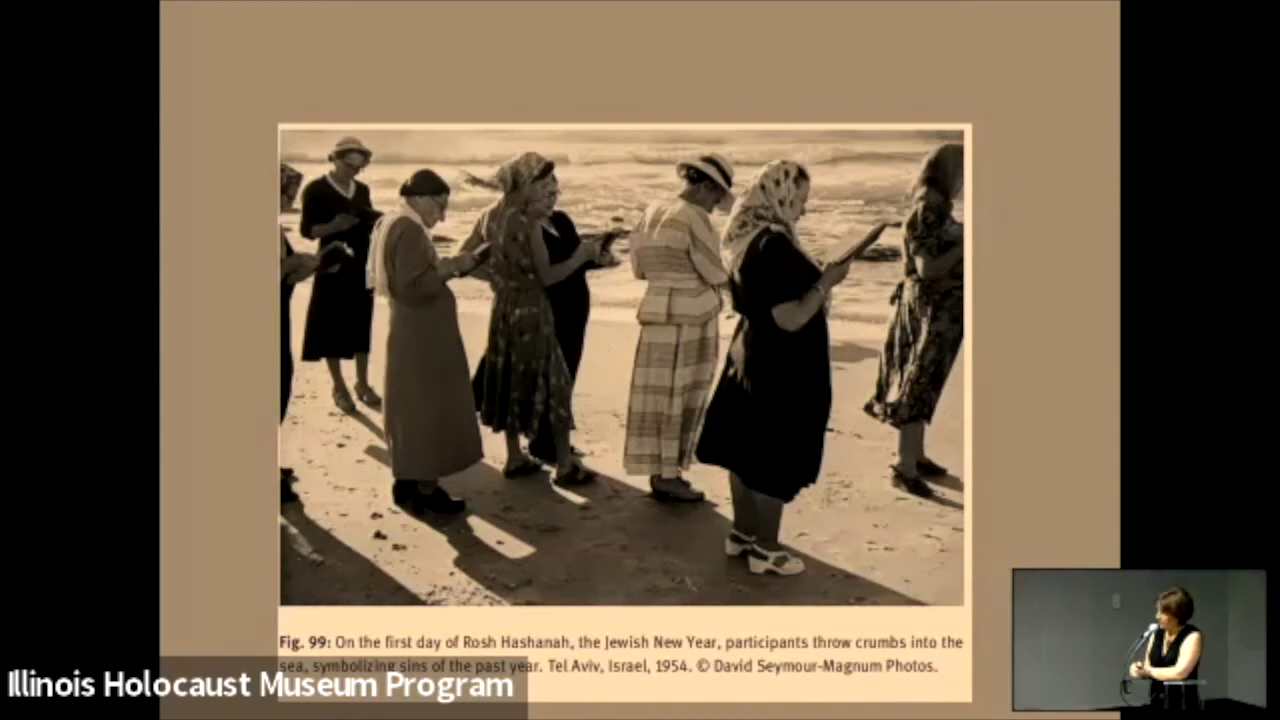 Fig. 99: On the first day of Rosh Hashanah, the Jewish New Year, participants throw crumbs into the
sea, symbolizing sins of the past year. Tel Aviv, Israel, 1954. © David Seymour-Magnum Photos.
Illinois Holocaust Museum Program